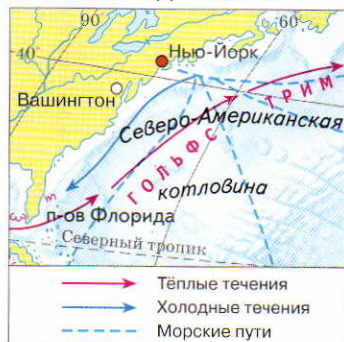 90
60
40°
Нью-Йорк
Вашингтон
Северо-Американская
котловина
ГОЛЬФСТРИМ
п-ов Флорида
Северный тропик
Тёплые течения
Холодные течения
Морские пути